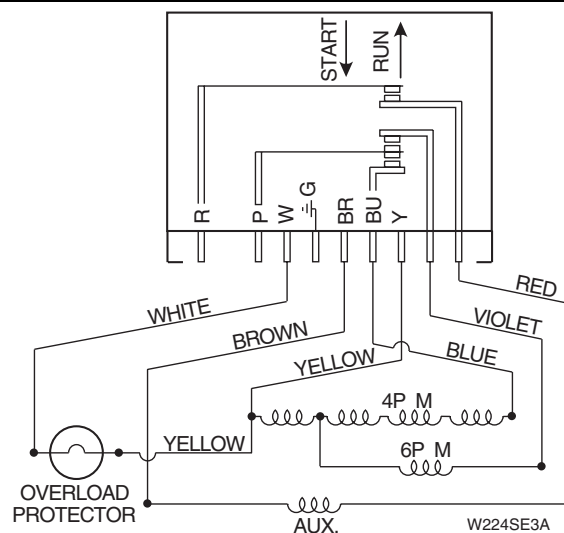 START
RUN
R
P
W
G
BR
BU
Y
RED
WHITE
VIOLET
BROWN
YELLOW
BLUE
4P M
YELLOW
6P M
OVERLOAD
PROTECTOR
AUX.
W224SE3A